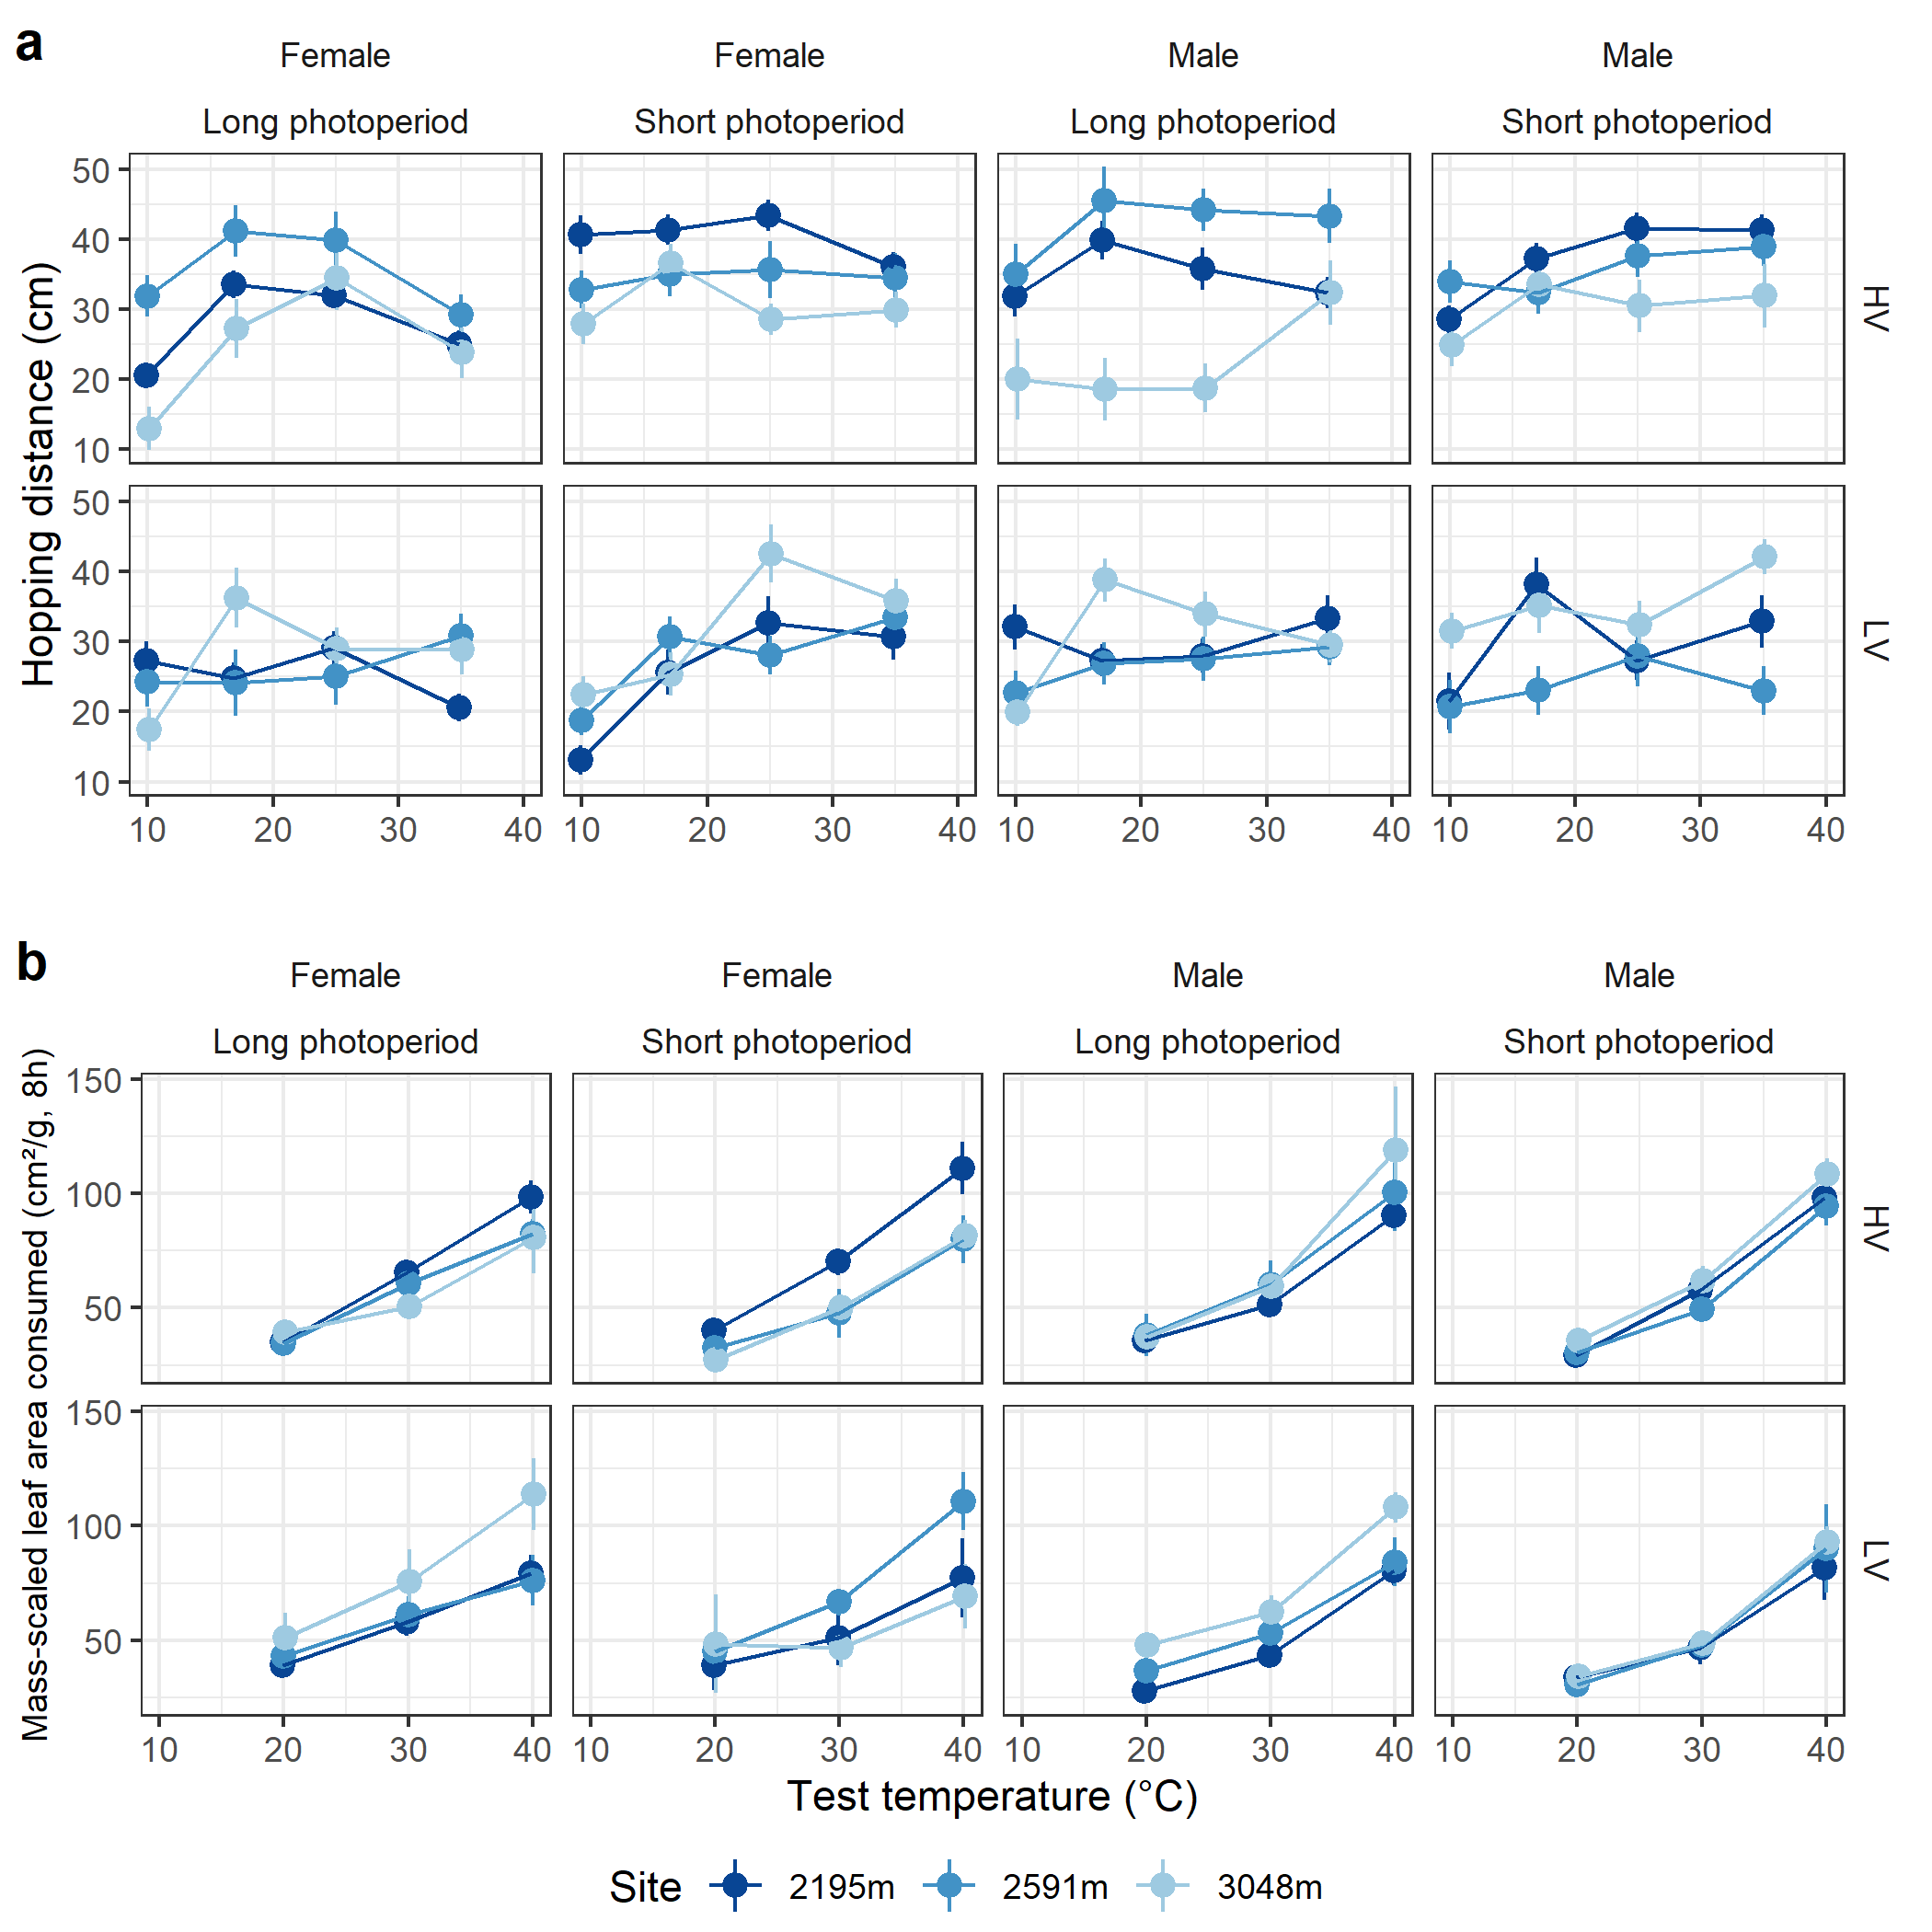 a
Female Female Male Male
Long photoperiod Short photoperiod Long photoperiod Short photoperiod
Hopping distance (cm)
50
40
30
20
10
HV
50
40
30
20
10
LV
10 20 30 40 10 20 30 40 10 20 30 40 10 20 30 40
b
Female Female Male Male
Long photoperiod Short photoperiod Long photoperiod Short photoperiod
Mass-scaled leaf area consumed (cm²/g, 8h)
150
100
50
HV
150
100
50
LV
10 20 30 40 10 20 30 40 10 20 30 40 10 20 30 40
Test temperature (°C)
Site 2195m 2591m 3048m